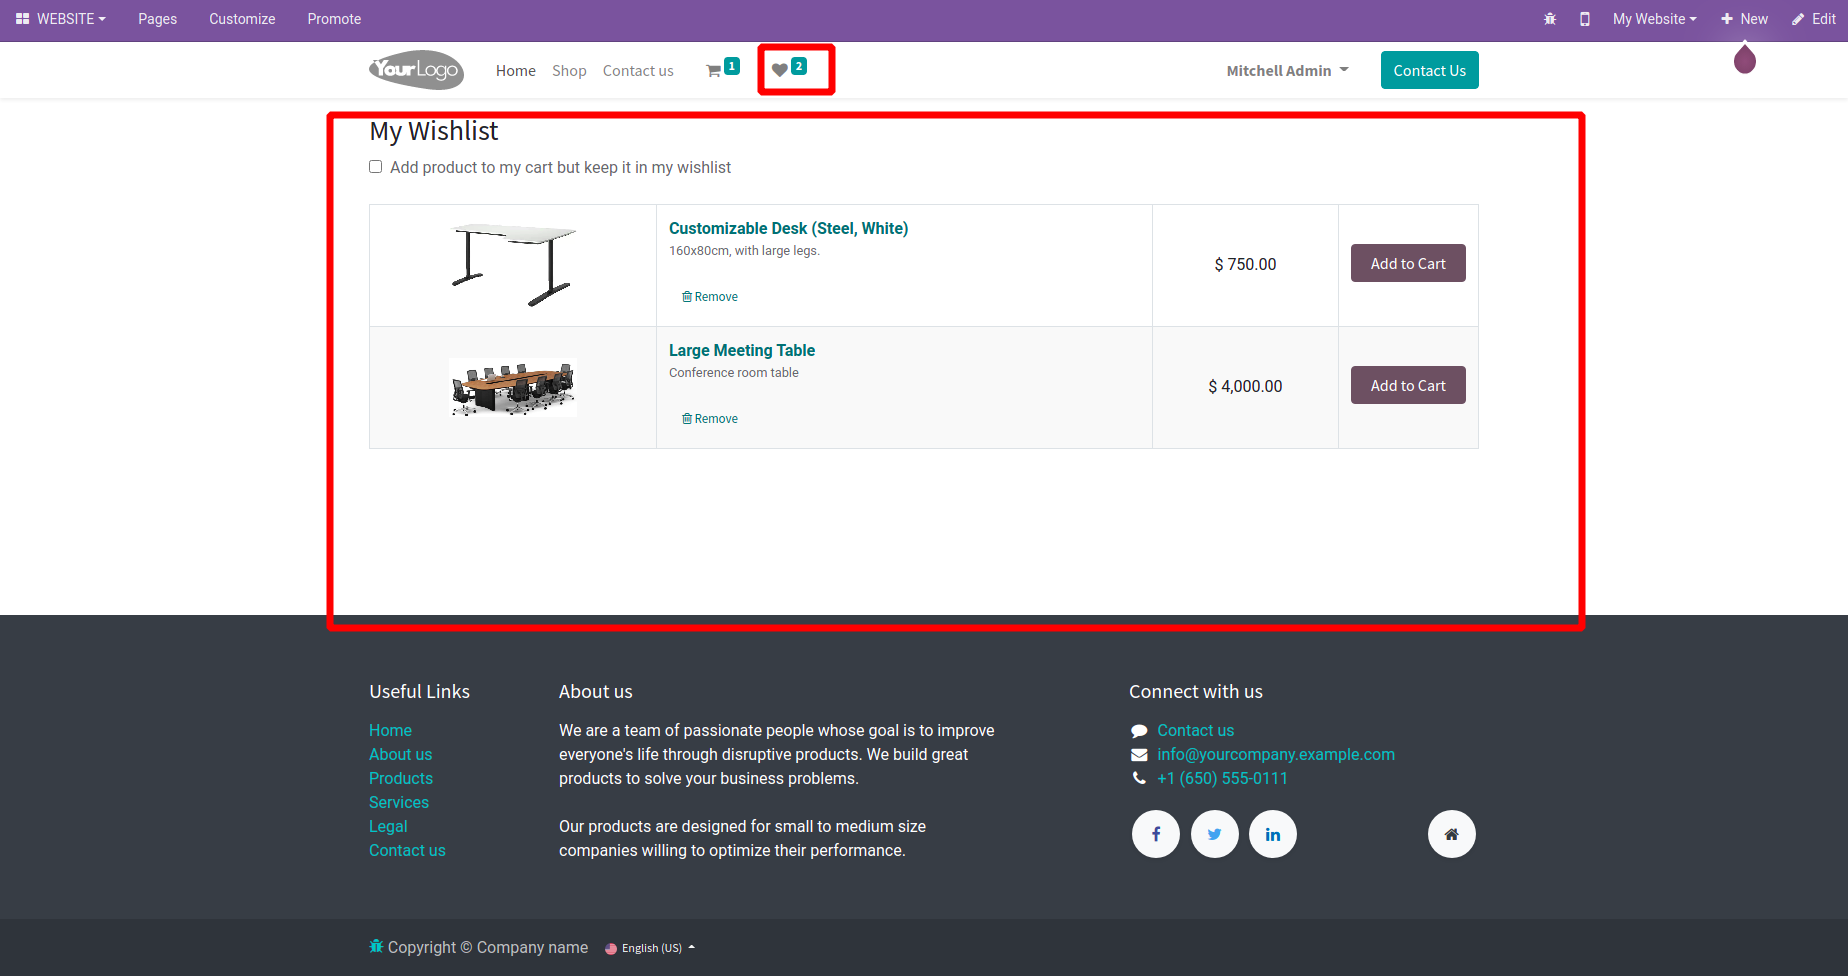 WEBSITE Pages Customize Promote My Website New Edit
YourLogo Home Shop Contact us 1 2 Mitchell Admin Contact Us
My Wishlist
Add product to my cart but keep it in my wishlist
Customizable Desk (Steel, White)
160x80cm, with large legs.
$ 750.00 Add to Cart
Remove
Large Meeting Table
Conference room table
$ 4,000.00 Add to Cart
Remove
Useful Links
Home
About us
Products
Services
Legal
Contact us
About us
We are a team of passionate people whose goal is to improve
everyone's life through disruptive products. We build great
products to solve your business problems.
Our products are designed for small to medium size
companies willing to optimize their performance.
Connect with us
Contact us
info@yourcompany.example.com
+1 (650) 555-0111
Copyright © Company name English (US)